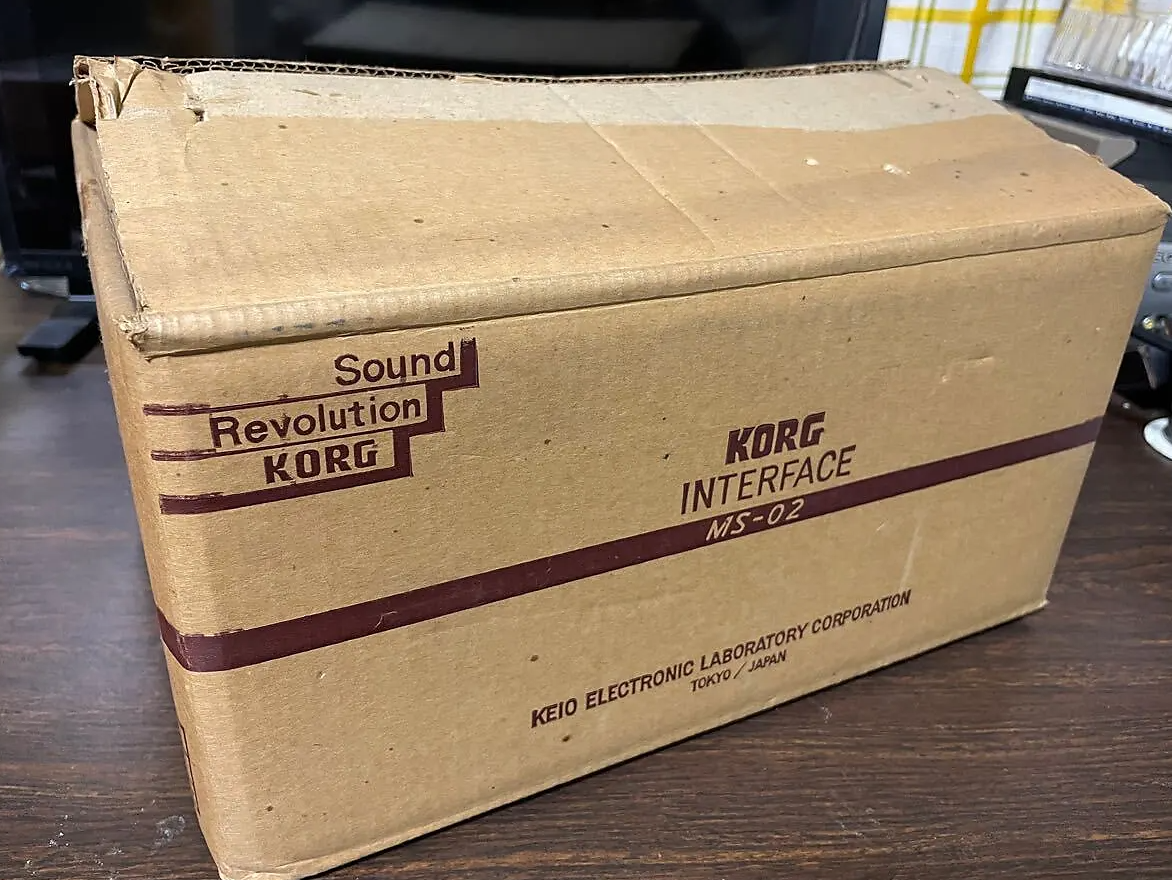 Sound
Revolution
KORG
KORG
INTERFACE
MS-02
KEIO ELECTRONIC LABORATORY CORPORATION
TOKYO / JAPAN